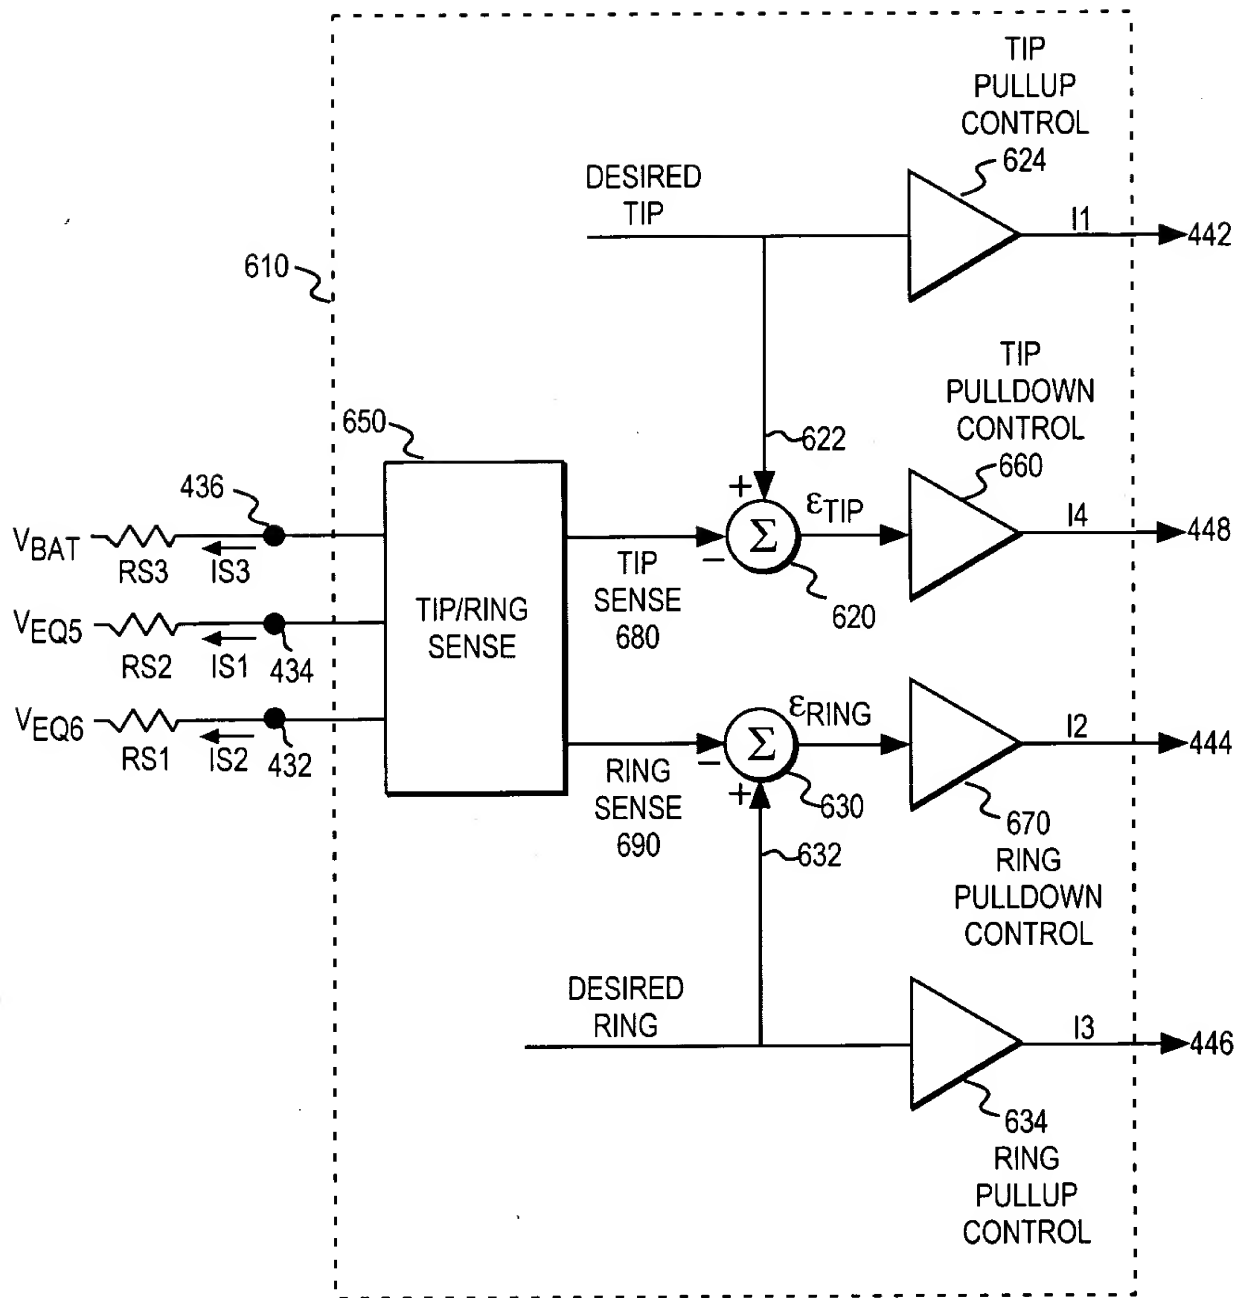 TIP
PULLUP
CONTROL
624
DESIRED
TIP
I1
442
610
TIP
PULLDOWN
CONTROL
660
650
622
436
+
εTIP
I4
448
VBAT
RS3
IS3
Σ
−
TIP
SENSE
680
620
TIP/RING
SENSE
VEQ5
RS2
IS1
434
εRING
I2
444
VEQ6
RS1
IS2
432
Σ
−
+
RING
SENSE
690
630
632
670
RING
PULLDOWN
CONTROL
DESIRED
RING
I3
446
634
RING
PULLUP
CONTROL